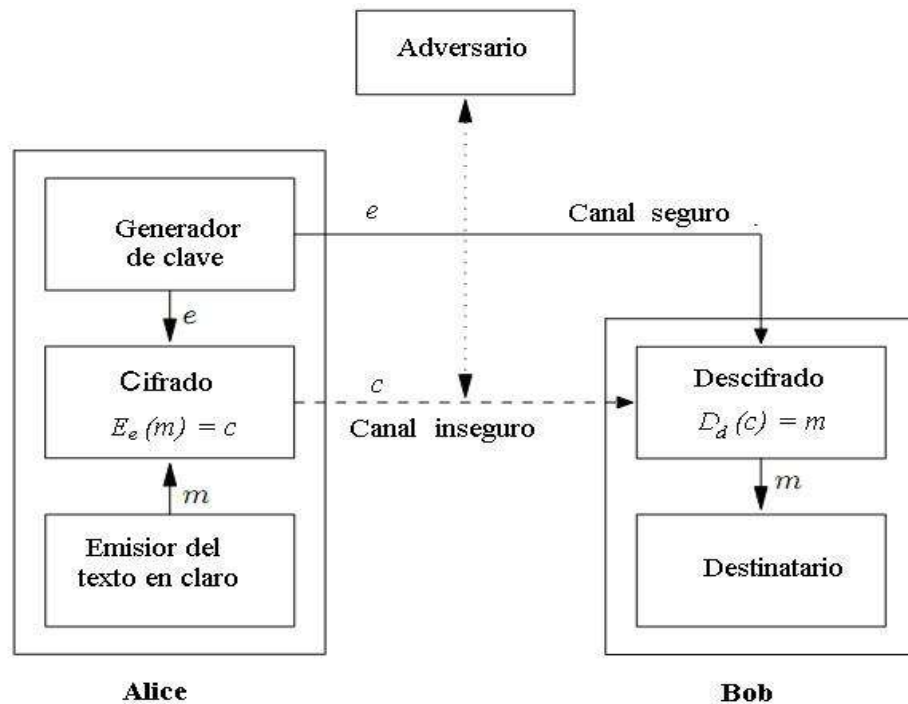 Adversario
Generador
de clave
e
Canal seguro
e
Cifrado
E_e (m) = c
c
Canal inseguro
Descifrado
D_d (c) = m
m
m
Emisior del
texto en claro
Destinatario
Alice
Bob